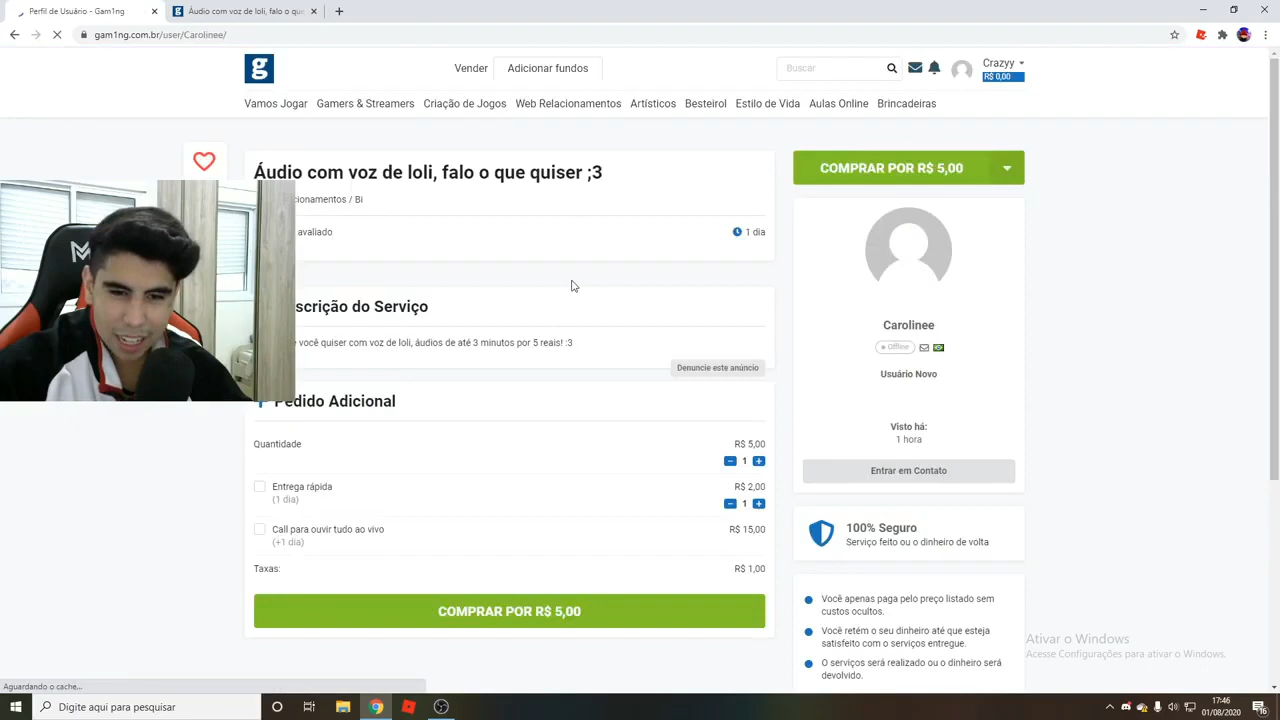 Perfil de Usuário - Gam1ng
Áudio com voz de loli, falo o que
gam1ng.com.br/user/Carolinee/
g
Vender
Adicionar fundos
Buscar
Crazyy
R$ 0,00
Vamos Jogar
Gamers & Streamers
Criação de Jogos
Web Relacionamentos
Artísticos
Besteirol
Estilo de Vida
Aulas Online
Brincadeiras
Áudio com voz de loli, falo o que quiser ;3
cionamentos / Bi
avaliado
1 dia
scrição do Serviço
você quiser com voz de loli, áudios de até 3 minutos por 5 reais! :3
Denuncie este anúncio
Pedido Adicional
Quantidade
R$ 5,00
1
Entrega rápida
R$ 2,00
(1 dia)
1
Call para ouvir tudo ao vivo
R$ 15,00
(+1 dia)
Taxas:
R$ 1,00
COMPRAR POR R$ 5,00
COMPRAR POR R$ 5,00
Carolinee
Offline
Usuário Novo
Visto há:
1 hora
Entrar em Contato
100% Seguro
Serviço feito ou o dinheiro de volta
Você apenas paga pelo preço listado sem
custos ocultos.
Você retém o seu dinheiro até que esteja
satisfeito com o serviços entregue.
O serviços será realizado ou o dinheiro será
devolvido.
Ativar o Windows
Acesse Configurações para ativar o Windows.
Aguardando o cache...
Digite aqui para pesquisar
17:46
01/08/2020
16